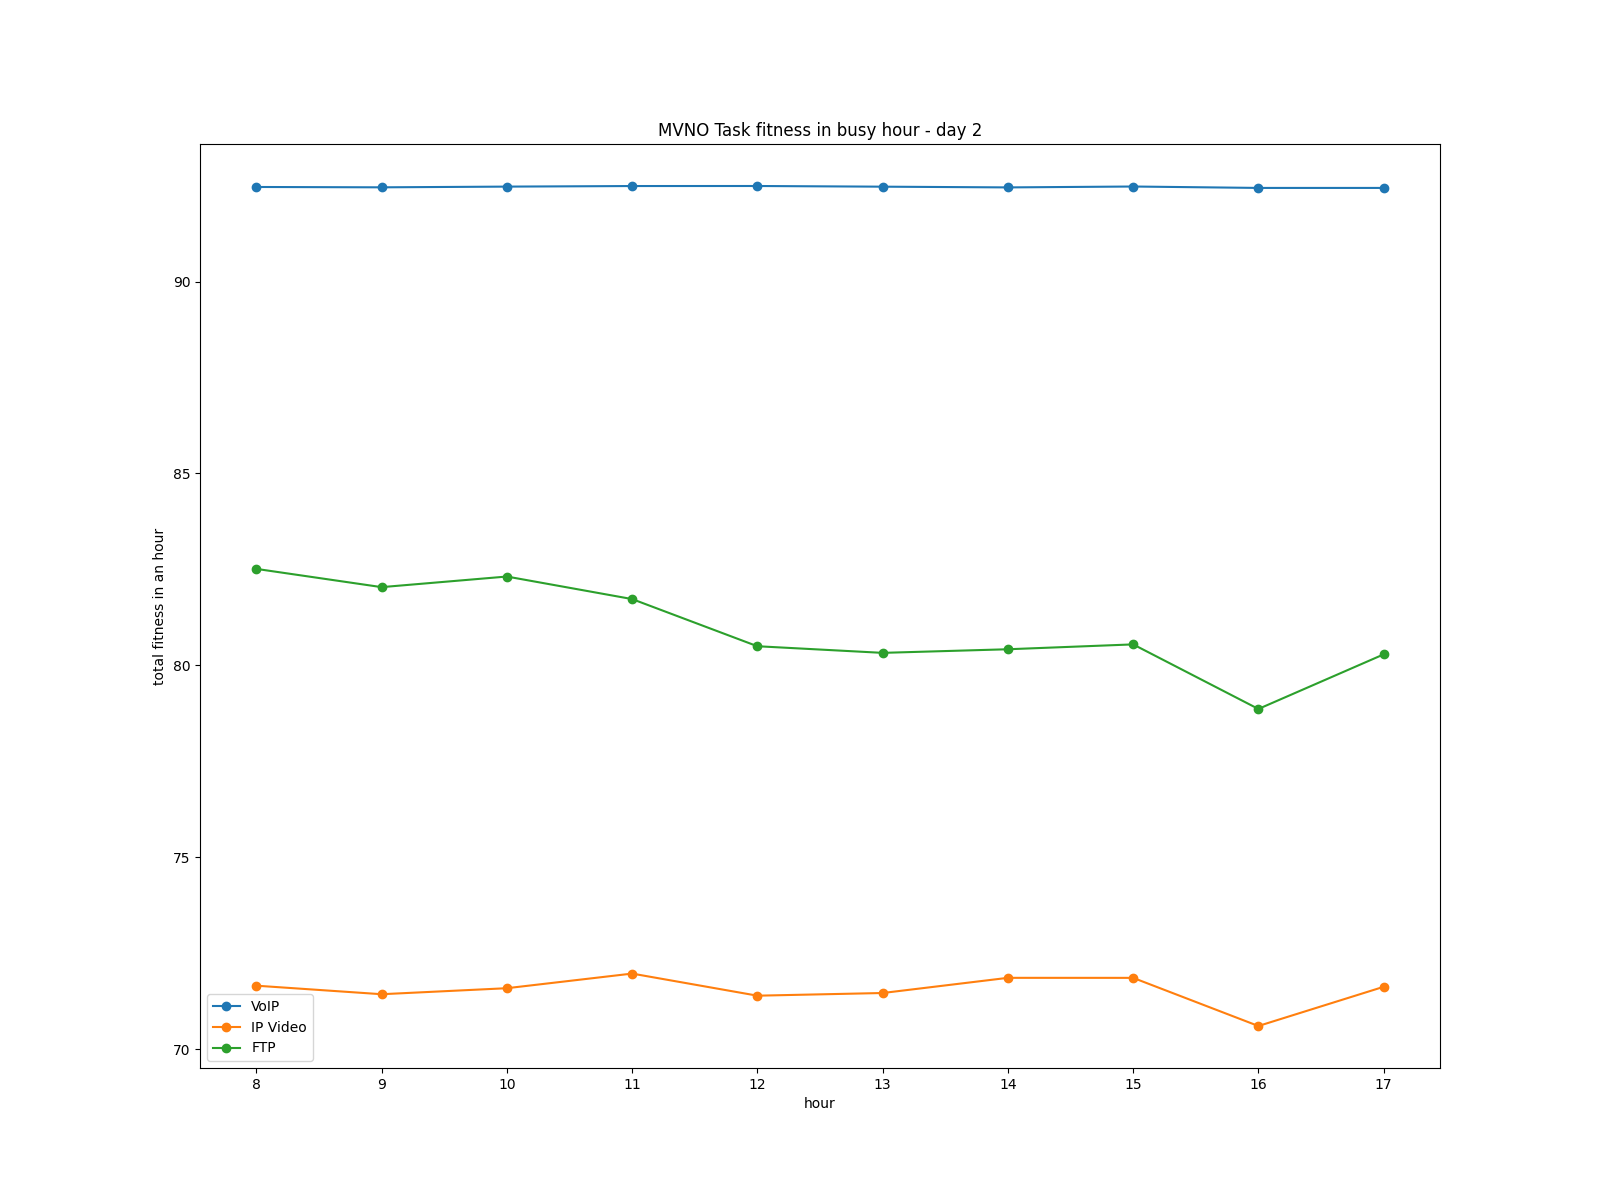 MVNO Task fitness in busy hour - day 2
total fitness in an hour
90
85
80
75
70
VoIP
IP Video
FTP
8 9 10 11 12 13 14 15 16 17
hour